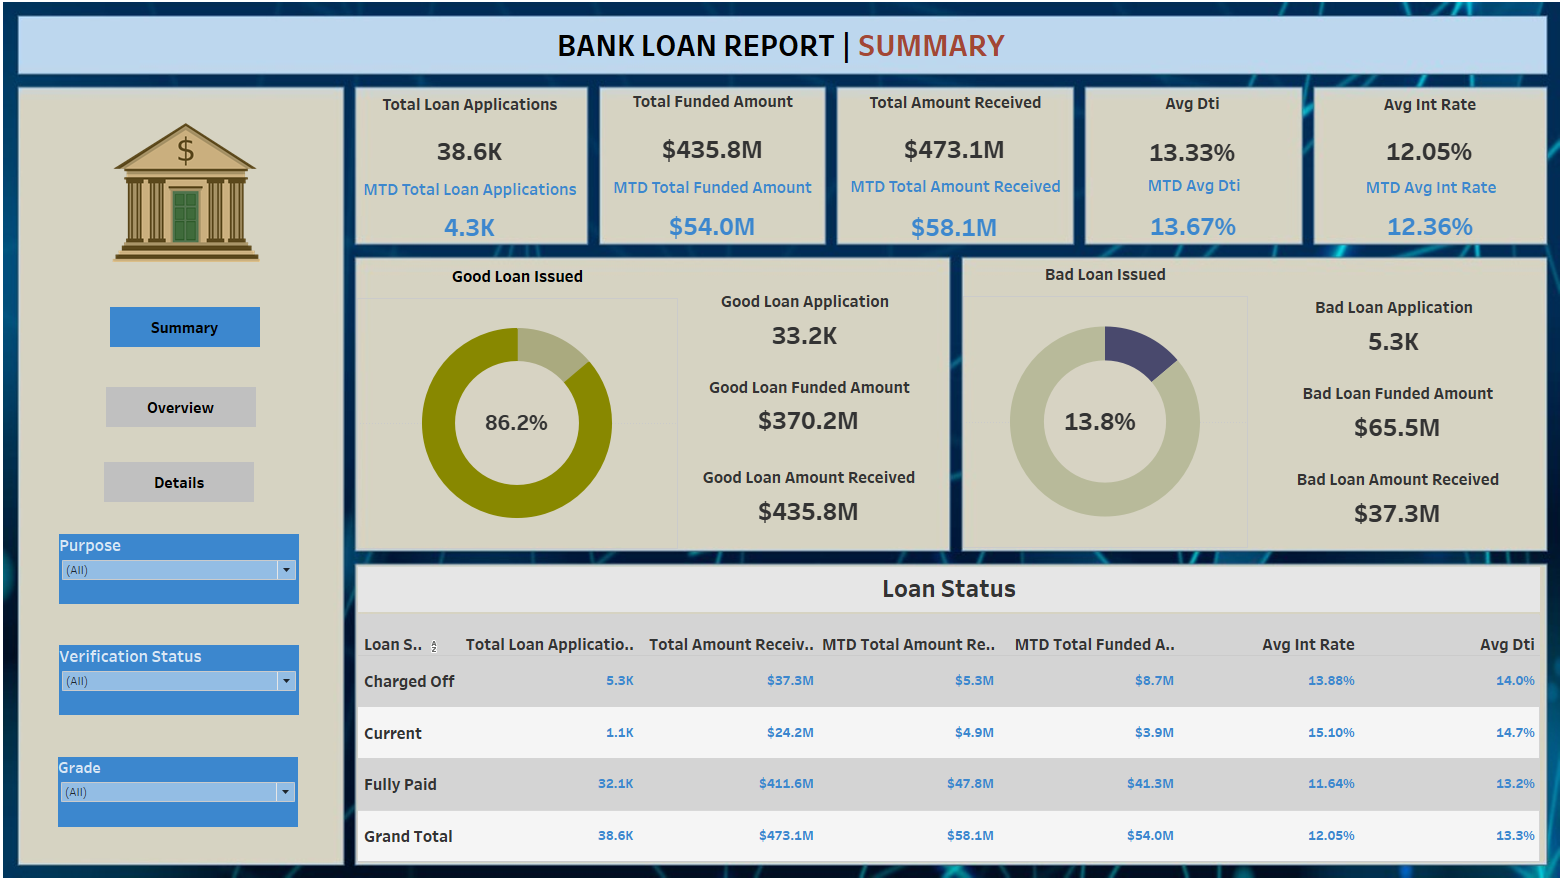 BANK LOAN REPORT | SUMMARY
$
Summary
Overview
Details
Purpose
(All)
Verification Status
(All)
Grade
(All)
Total Loan Applications
38.6K
MTD Total Loan Applications
4.3K
Total Funded Amount
$435.8M
MTD Total Funded Amount
$54.0M
Total Amount Received
$473.1M
MTD Total Amount Received
$58.1M
Avg Dti
13.33%
MTD Avg Dti
13.67%
Avg Int Rate
12.05%
MTD Avg Int Rate
12.36%
Good Loan Issued
86.2%
Good Loan Application
33.2K
Good Loan Funded Amount
$370.2M
Good Loan Amount Received
$435.8M
Bad Loan Issued
13.8%
Bad Loan Application
5.3K
Bad Loan Funded Amount
$65.5M
Bad Loan Amount Received
$37.3M
Loan Status
Loan S.. Total Loan Applicatio.. Total Amount Receiv.. MTD Total Amount Re.. MTD Total Funded A.. Avg Int Rate Avg Dti
Charged Off 5.3K $37.3M $5.3M $8.7M 13.88% 14.0%
Current 1.1K $24.2M $4.9M $3.9M 15.10% 14.7%
Fully Paid 32.1K $411.6M $47.8M $41.3M 11.64% 13.2%
Grand Total 38.6K $473.1M $58.1M $54.0M 12.05% 13.3%